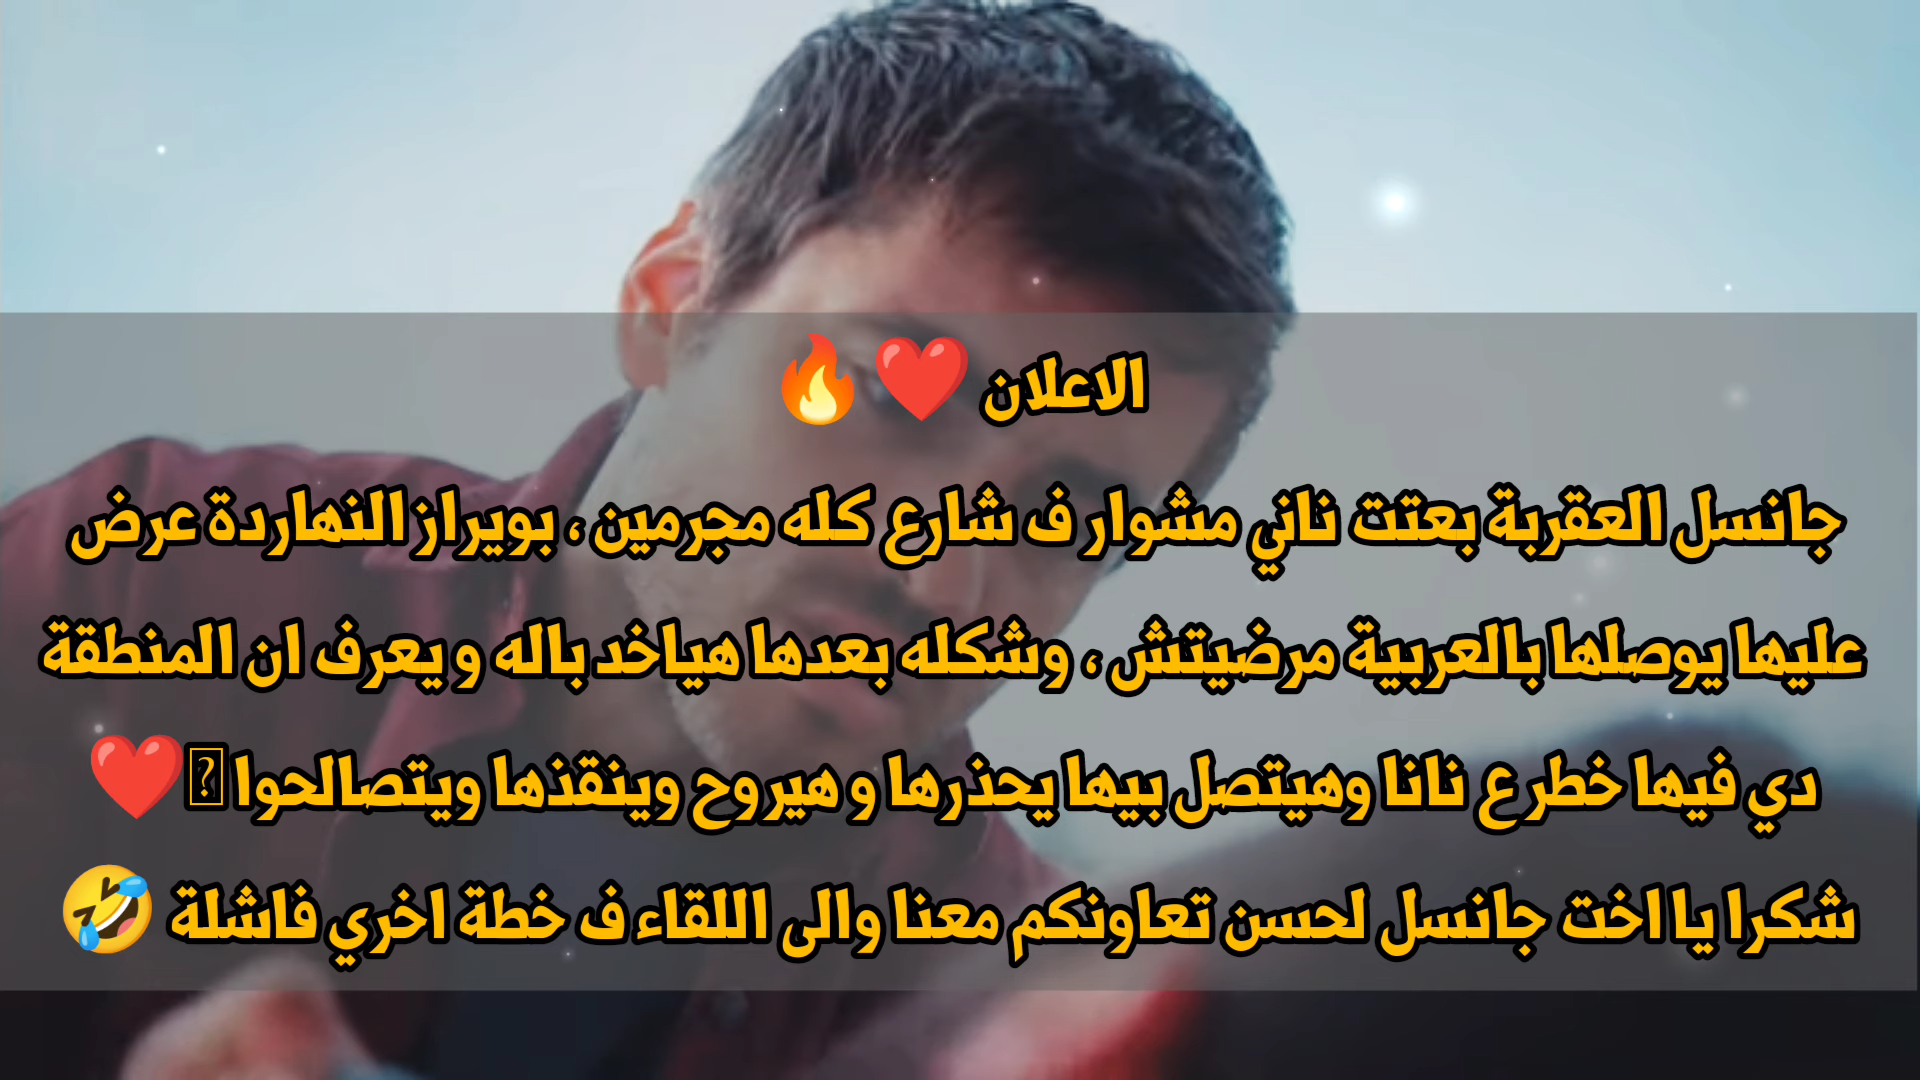 الاعلان ❤️🔥
جانسل العقربة بعتت ناني مشوار ف شارع كله مجرمين ، بويراز النهاردة عرض
عليها يوصلها بالعربية مرضيتش ، وشكله بعدها هياخد باله و يعرف ان المنطقة
دي فيها خطر ع نانا وهيتصل بيها يحذرها و هيروح وينقذها ويتصالحوا ❤️
شكرا يا اخت جانسل لحسن تعاونكم معنا والى اللقاء ف خطة اخري فاشلة 🤣